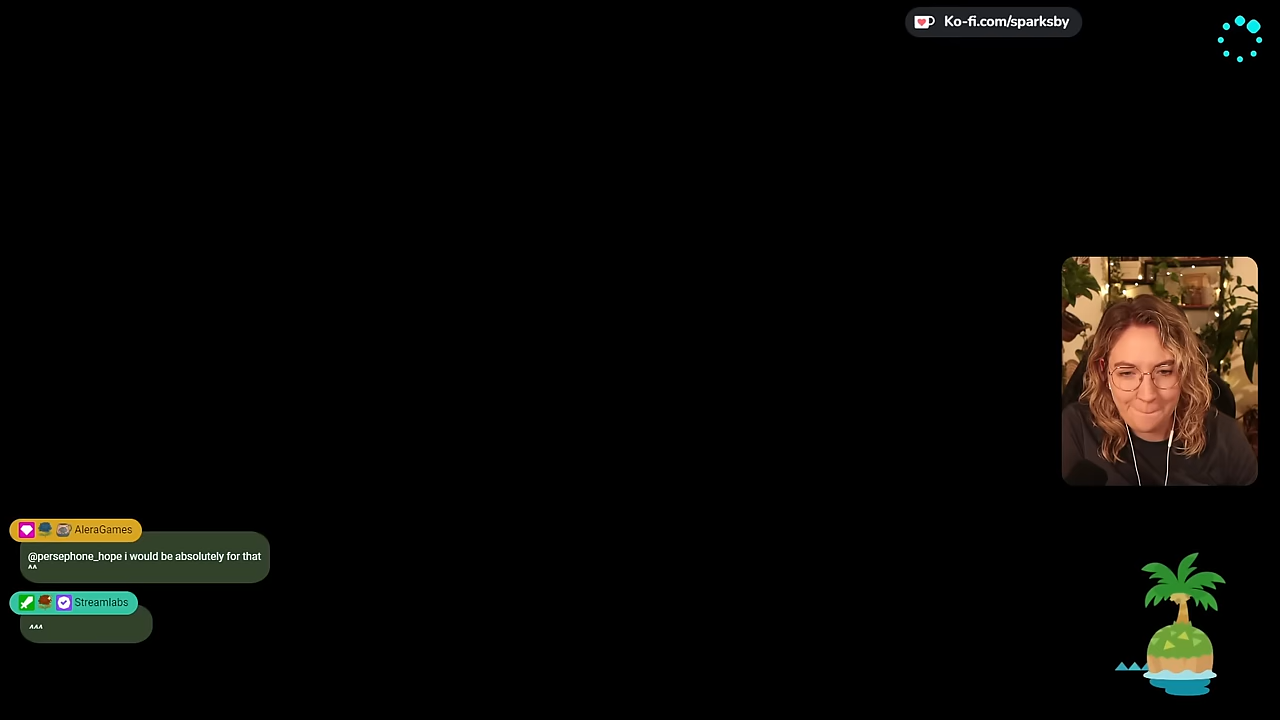 Ko-fi.com/sparksby
AleraGames
@persephone_hope i would be absolutely for that
^^
Streamlabs
^^^